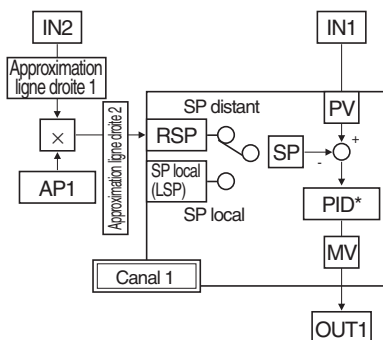 IN2
IN1
Approximation
ligne droite 1
×
AP1
Approximation ligne droite 2
SP distant
RSP
SP local
(LSP)
SP local
PV
+
SP
-
PID*
MV
Canal 1
OUT1